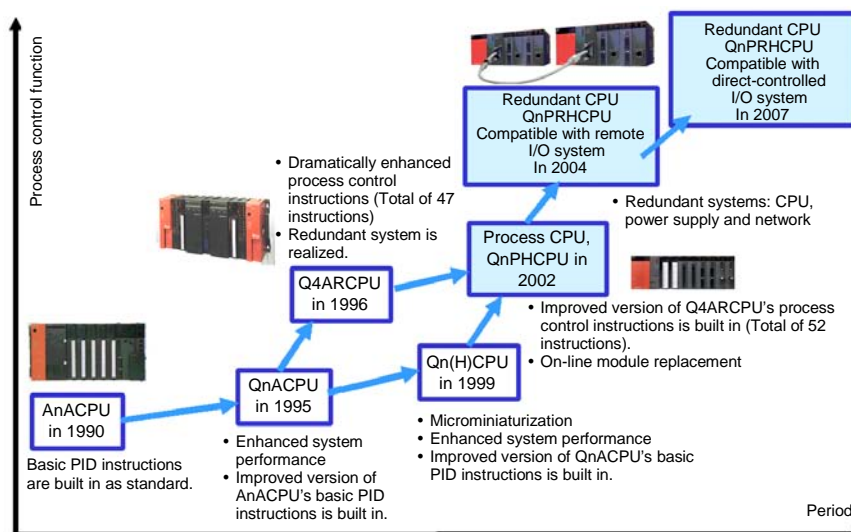 Process control function
Redundant CPU
QnPRHCPU
Compatible with
direct-controlled
I/O system
In 2007
Redundant CPU
QnPRHCPU
Compatible with remote
I/O system
In 2004
• Dramatically enhanced
process control
instructions (Total of 47
instructions)
• Redundant system is
realized.
• Redundant systems: CPU,
power supply and network
Process CPU,
QnPHCPU in
2002
Q4ARCPU
in 1996
• Improved version of Q4ARCPU's process
control instructions is built in (Total of 52
instructions).
• On-line module replacement
Qn(H)CPU
in 1999
QnACPU
in 1995
AnACPU
in 1990
Basic PID instructions
are built in as standard.
• Enhanced system
performance
• Improved version of
AnACPU's basic PID
instructions is built in.
• Microminiaturization
• Enhanced system performance
• Improved version of QnACPU's basic
PID instructions is built in.
Period